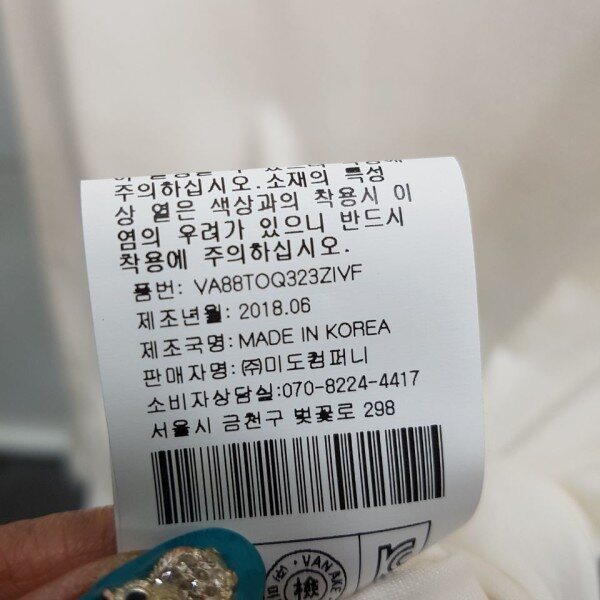 주의하십시오.소재의 특성
상 옅은 색상과의 착용시 이
염의 우려가 있으니 반드시
착용에 주의하십시오.
품번: VA88TOQ323ZIVF
제조년월: 2018.06
제조국명: MADE IN KOREA
판매자명: ㈜미도컴퍼니
소비자상담실:070-8224-4417
서울시 금천구 벚꽃로 298
VAN AKE
檢